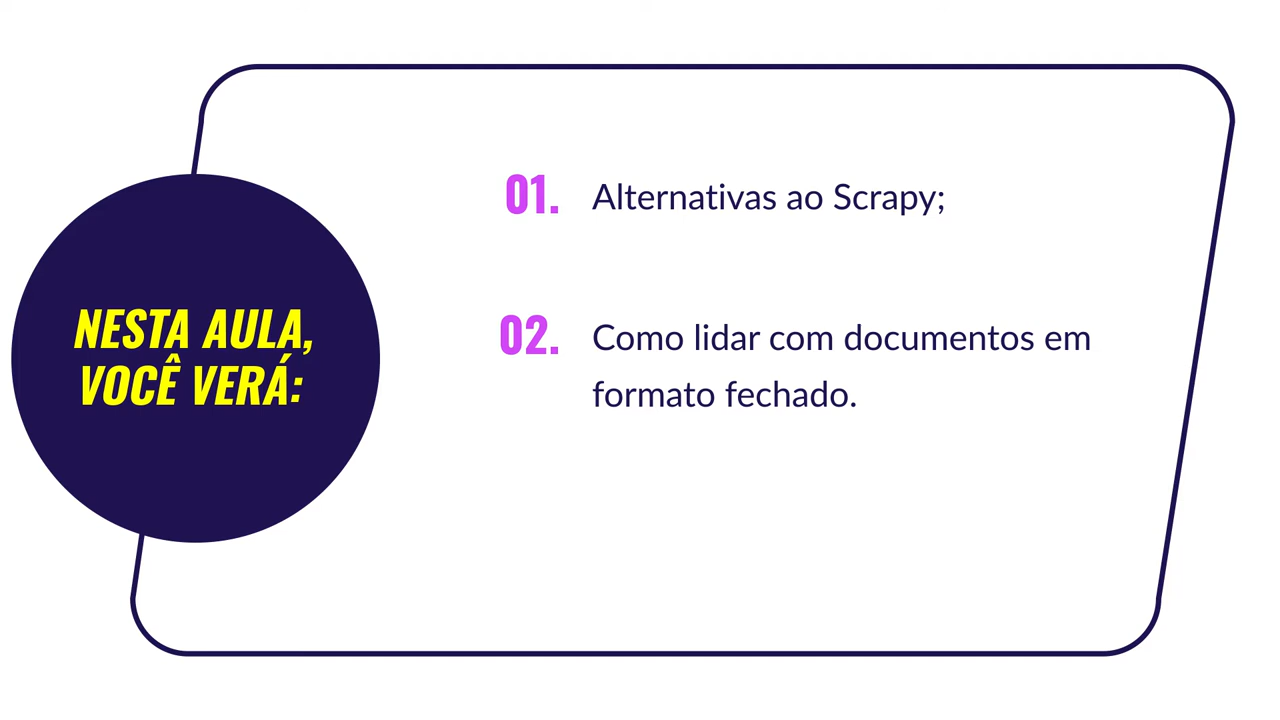 NESTA AULA,
VOCÊ VERÁ:
01. Alternativas ao Scrapy;
02. Como lidar com documentos em
formato fechado.